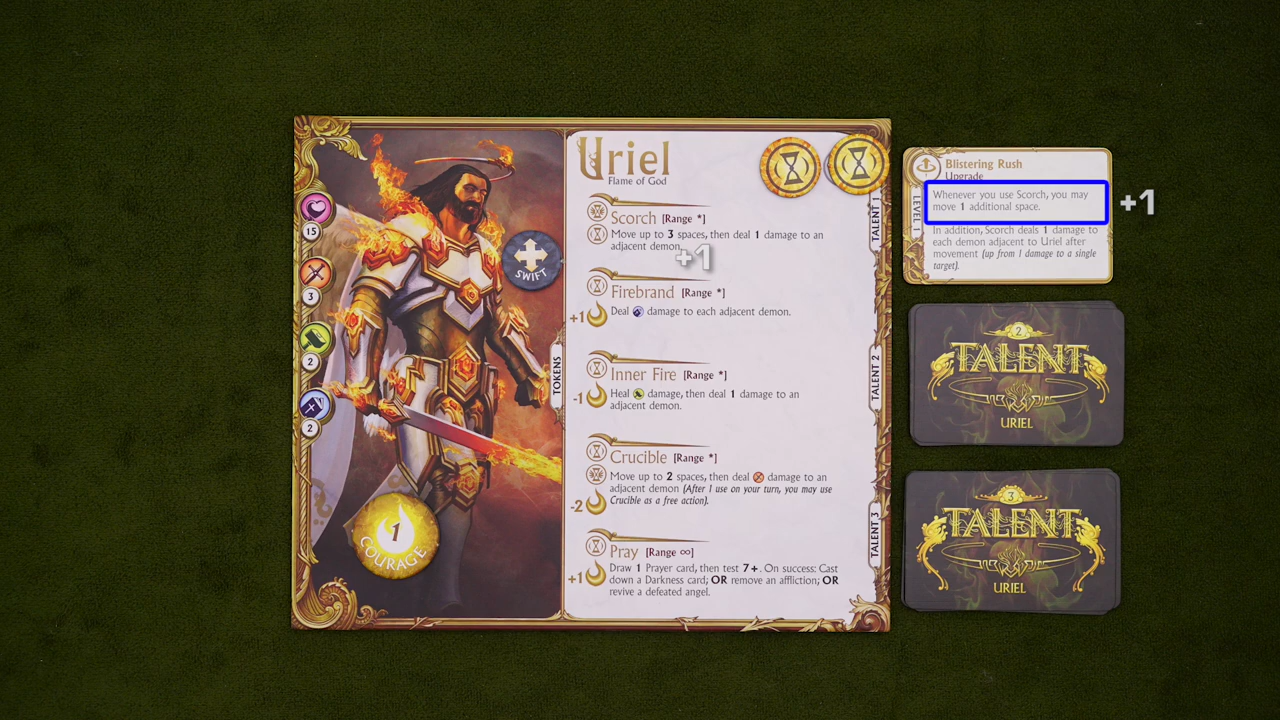 Uriel
Flame of God
Scorch [Range *]
Move up to 3 spaces, then deal 1 damage to an
adjacent demon.
+1
Firebrand [Range *]
+1
Deal damage to each adjacent demon.
Inner Fire [Range *]
-1
Heal damage, then deal 1 damage to an
adjacent demon.
Crucible [Range *]
-2
Move up to 2 spaces, then deal damage to an
adjacent demon (After 1 use on your turn, you may use
Crucible as a free action).
Pray [Range ∞]
+1
Draw 1 Prayer card, then test 7+. On success: Cast
down a Darkness card; OR remove an affliction; OR
revive a defeated angel.
15
3
2
2
SWIFT
1
COURAGE
TOKENS
TALENT 1
TALENT 2
TALENT 3
Blistering Rush
Upgrade
LEVEL 1
Whenever you use Scorch, you may
move 1 additional space.
+1
In addition, Scorch deals 1 damage to
each demon adjacent to Uriel after
movement (up from 1 damage to a single
target).
2
TALENT
URIEL
3
TALENT
URIEL